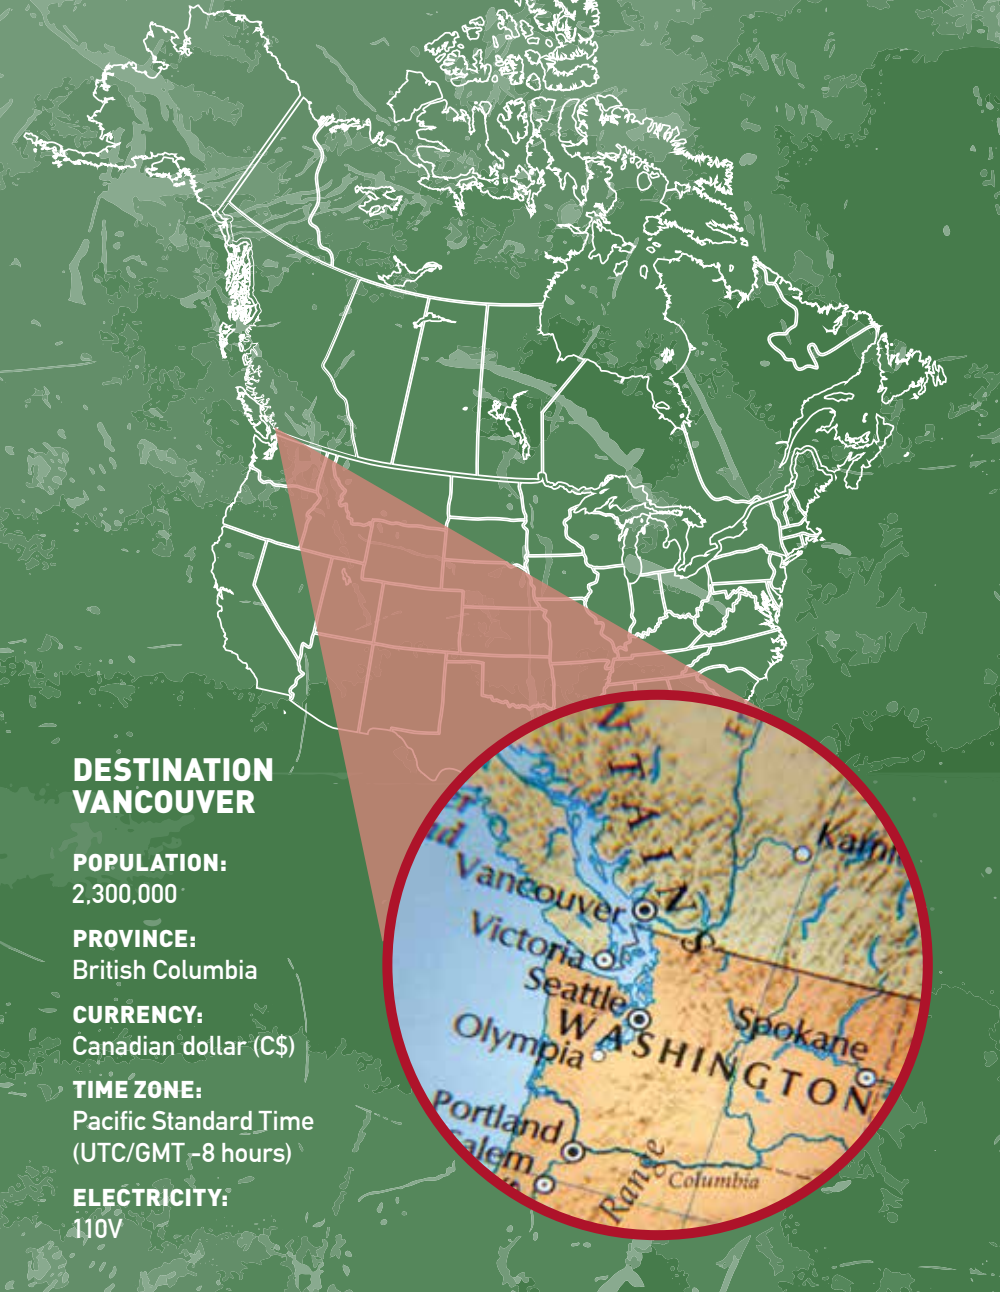 DESTINATION
VANCOUVER
POPULATION:
2,300,000
PROVINCE:
British Columbia
CURRENCY:
Canadian dollar (C$)
TIME ZONE:
Pacific Standard Time
(UTC/GMT -8 hours)
ELECTRICITY:
110V
N T A I N S
Vancouver
Victoria
Seattle
WASHINGTON
Olympia
Spokane
Portland
Columbia
Range